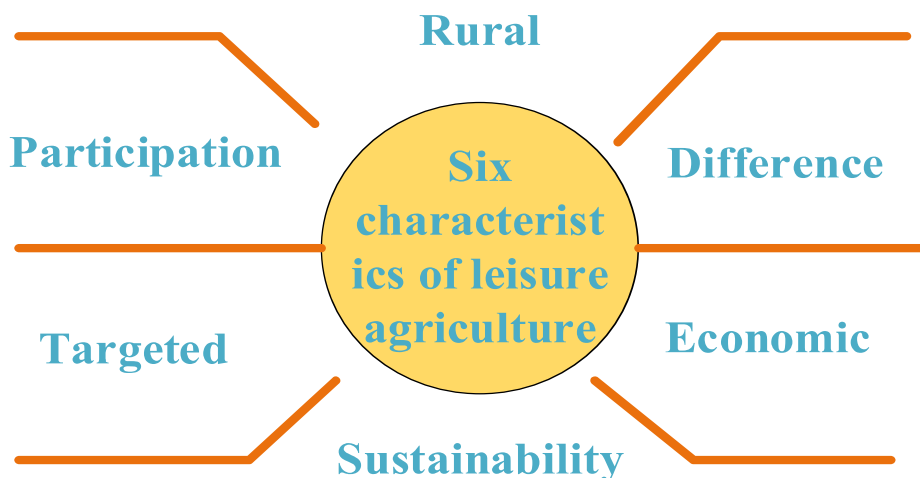 Rural
Participation
Difference
Six
characterist
ics of leisure
agriculture
Targeted
Economic
Sustainability